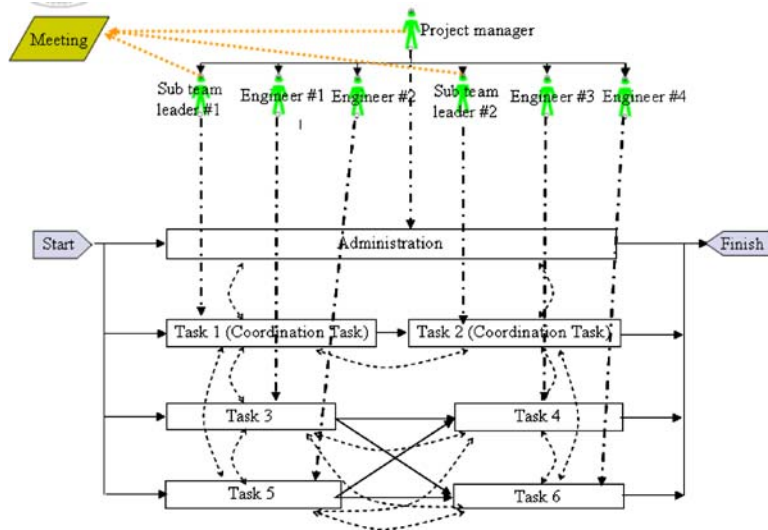 Meeting
Project manager
Sub team
leader #1
Engineer #1
Engineer #2
Sub team
leader #2
Engineer #3
Engineer #4
Start
Administration
Finish
Task 1 (Coordination Task)
Task 2 (Coordination Task)
Task 3
Task 4
Task 5
Task 6